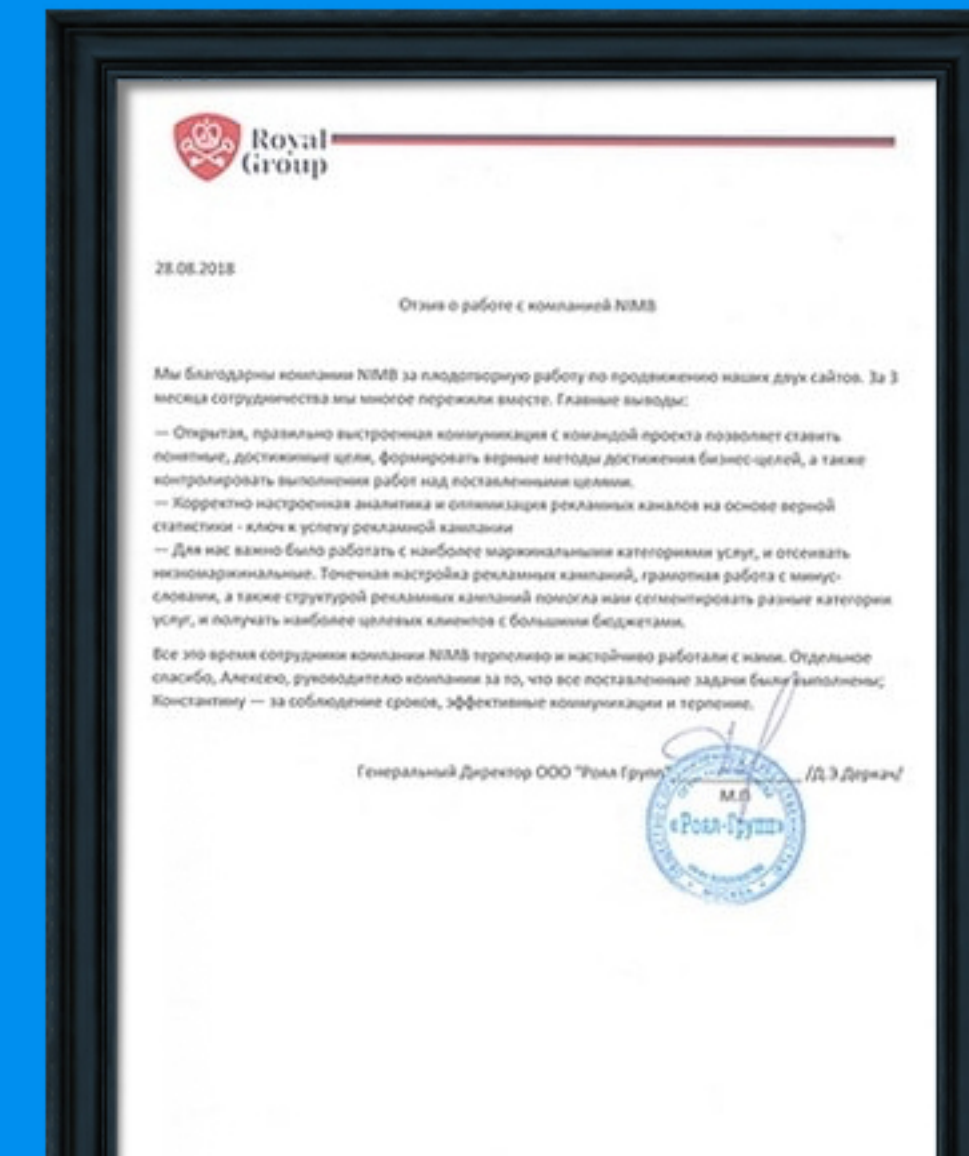 Royal
Group
28.08.2018
Отзыв о работе с компанией NIMB
Мы благодарны компании NIMB за плодотворную работу по продвижению наших двух сайтов. За 3
месяца сотрудничества мы многое пережили вместе. Главные выводы:
— Открытая, правильно выстроенная коммуникация с командой проекта позволяет ставить
понятные, достижимые цели, формировать верные методы достижения бизнес-целей, а также
контролировать выполнения работ над поставленными целями.
— Корректно настроенная аналитика и оптимизация рекламных каналов на основе верной
статистики - ключ к успеху рекламной кампании
— Для нас важно было работать с наиболее маржинальными категориями услуг, и отсеивать
низкомаржинальные. Точечная настройка рекламных кампаний, грамотная работа с минус-
словами, а также структурой рекламных кампаний помогла нам сегментировать разные категории
услуг, и получать наиболее целевых клиентов с большими бюджетами.
Все это время сотрудники компании NIMB терпеливо и настойчиво работали с нами. Отдельное
спасибо, Алексею, руководителю компании за то, что все поставленные задачи были выполнены;
Константину — за соблюдение сроков, эффективные коммуникации и терпение.
Генеральный Директор ООО "Роял Групп" /Д.Э.Деркач/
М.П
«Роял-Групп»
МОСКВА